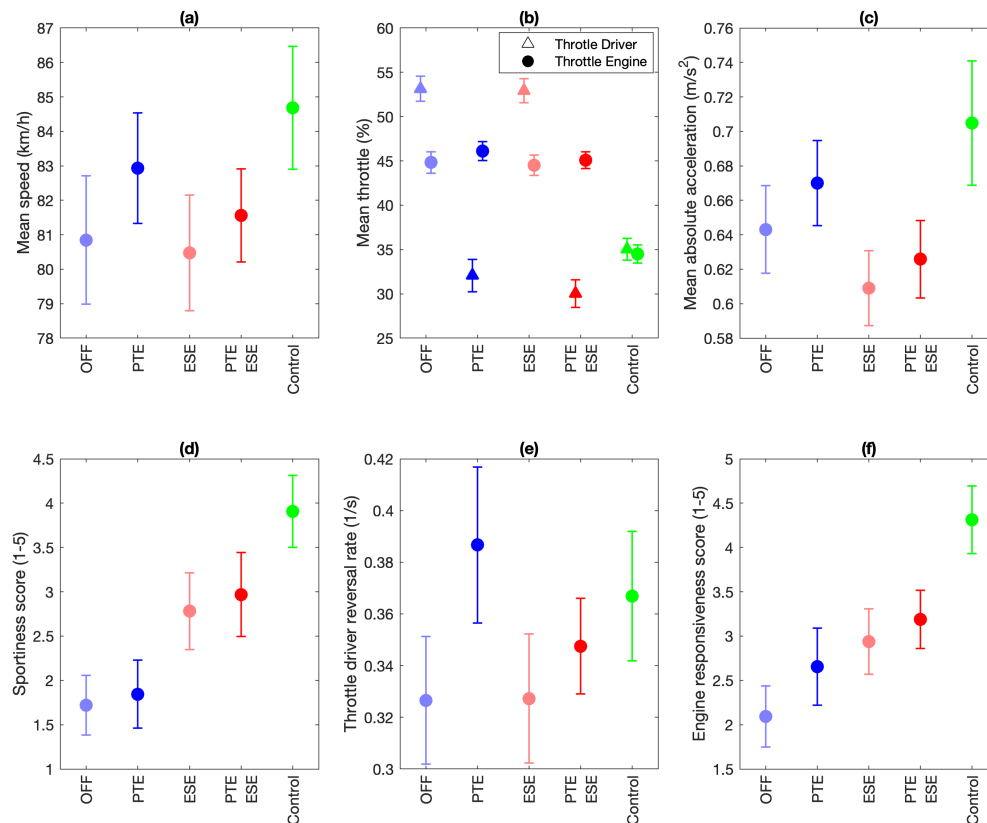 (a)
87
86
85
84
83
82
81
80
79
78
Mean speed (km/h)
OFF
PTE
ESE
PTE
ESE
Control
(b)
Throtle Driver
Throttle Engine
60
55
50
45
40
35
30
25
Mean throttle (%)
OFF
PTE
ESE
PTE
ESE
Control
(c)
0.76
0.74
0.72
0.7
0.68
0.66
0.64
0.62
0.6
0.58
Mean absolute acceleration (m/s²)
OFF
PTE
ESE
PTE
ESE
Control
(d)
4.5
4
3.5
3
2.5
2
1.5
1
Sportiness score (1-5)
OFF
PTE
ESE
PTE
ESE
Control
(e)
0.42
0.4
0.38
0.36
0.34
0.32
0.3
Throttle driver reversal rate (1/s)
OFF
PTE
ESE
PTE
ESE
Control
(f)
5
4.5
4
3.5
3
2.5
2
1.5
Engine responsiveness score (1-5)
OFF
PTE
ESE
PTE
ESE
Control